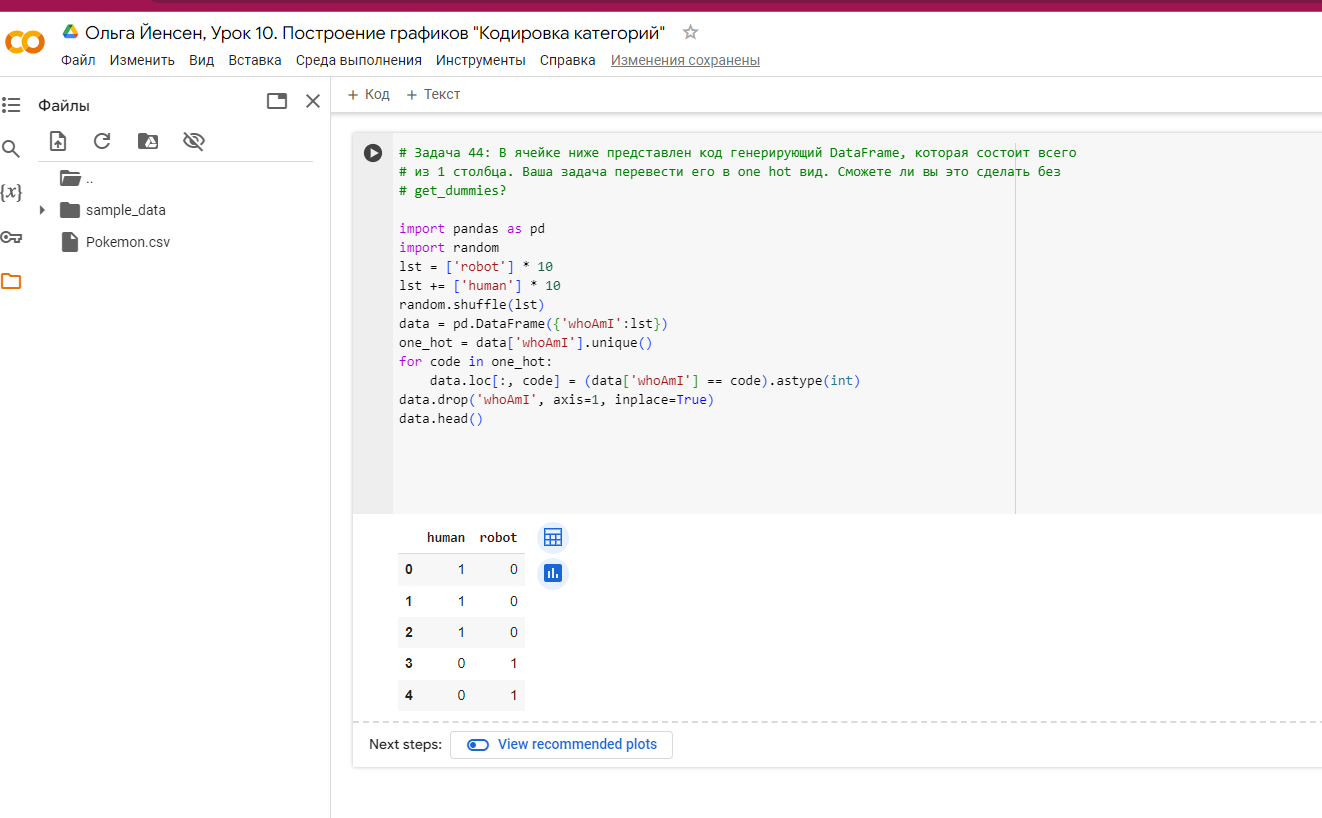 Ольга Йенсен, Урок 10. Построение графиков "Кодировка категорий"
Файл Изменить Вид Вставка Среда выполнения Инструменты Справка Изменения сохранены
Файлы
+ Код + Текст
..
sample_data
Pokemon.csv
{x}
# Задача 44: В ячейке ниже представлен код генерирующий DataFrame, которая состоит всего
# из 1 столбца. Ваша задача перевести его в one hot вид. Сможете ли вы это сделать без
# get_dummies?
import pandas as pd
import random
lst = ['robot'] * 10
lst += ['human'] * 10
random.shuffle(lst)
data = pd.DataFrame({'whoAmI':lst})
one_hot = data['whoAmI'].unique()
for code in one_hot:
    data.loc[:, code] = (data['whoAmI'] == code).astype(int)
data.drop('whoAmI', axis=1, inplace=True)
data.head()
human robot
0 1 0
1 1 0
2 1 0
3 0 1
4 0 1
Next steps: View recommended plots